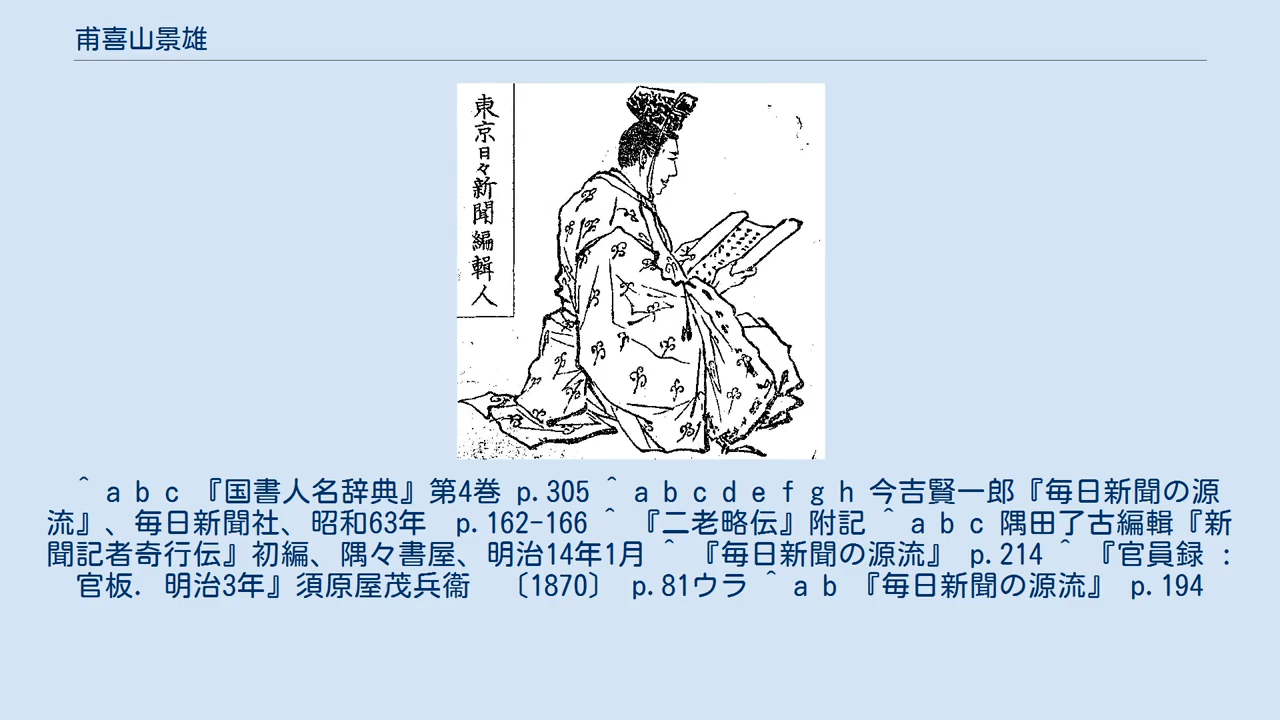 甫喜山景雄
東京日々新聞編輯人
^ a b c 『国書人名辞典』第4巻 p.305 ^ a b c d e f g h 今吉賢一郎『毎日新聞の源
流』、毎日新聞社、昭和63年 p.162-166 ^ 『二老略伝』附記 ^ a b c 隅田了古編輯『新
聞記者奇行伝』初編、隅々書屋、明治14年1月 ^ 『毎日新聞の源流』 p.214 ^ 『官員録 :
官板. 明治3年』須原屋茂兵衞 〔1870〕 p.81ウラ ^ a b 『毎日新聞の源流』 p.194